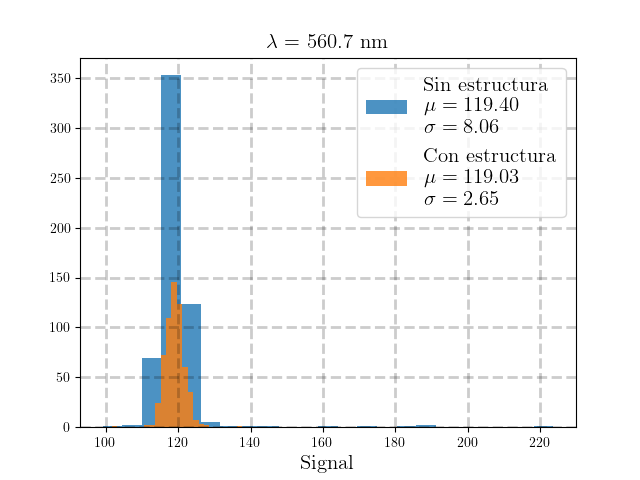 λ = 560.7 nm
350
300
250
200
150
100
50
0
Sin estructura
μ = 119.40
σ = 8.06
Con estructura
μ = 119.03
σ = 2.65
100 120 140 160 180 200 220
Signal